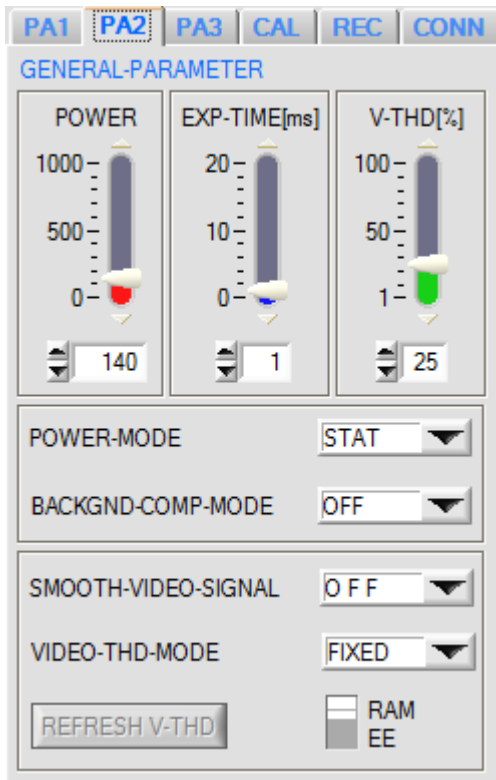 PA1 PA2 PA3 CAL REC CONN
GENERAL-PARAMETER
POWER EXP-TIME[ms] V-THD[%]
1000 20 100
500 10 50
0 0 1
140 1 25
POWER-MODE STAT
BACKGND-COMP-MODE OFF
SMOOTH-VIDEO-SIGNAL O F F
VIDEO-THD-MODE FIXED
REFRESH V-THD RAM
EE